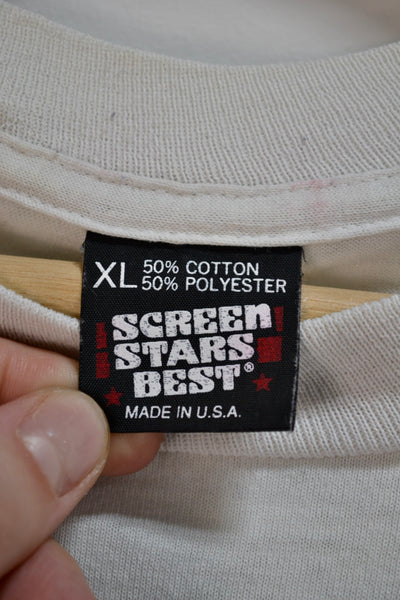 XL 50% COTTON
50% POLYESTER
SCREEN
STARS
BEST®
MADE IN U.S.A.